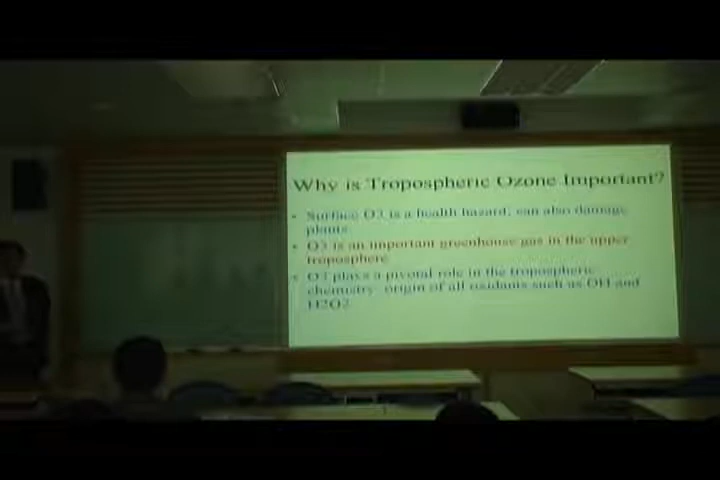 Why is Tropospheric Ozone Important?
• Surface O3 is a health hazard, can also damage
plants.
• O3 is an important greenhouse gas in the upper
troposphere
• O3 plays a pivotal role in the tropospheric
chemistry- origin of all oxidants such as OH and
H2O2